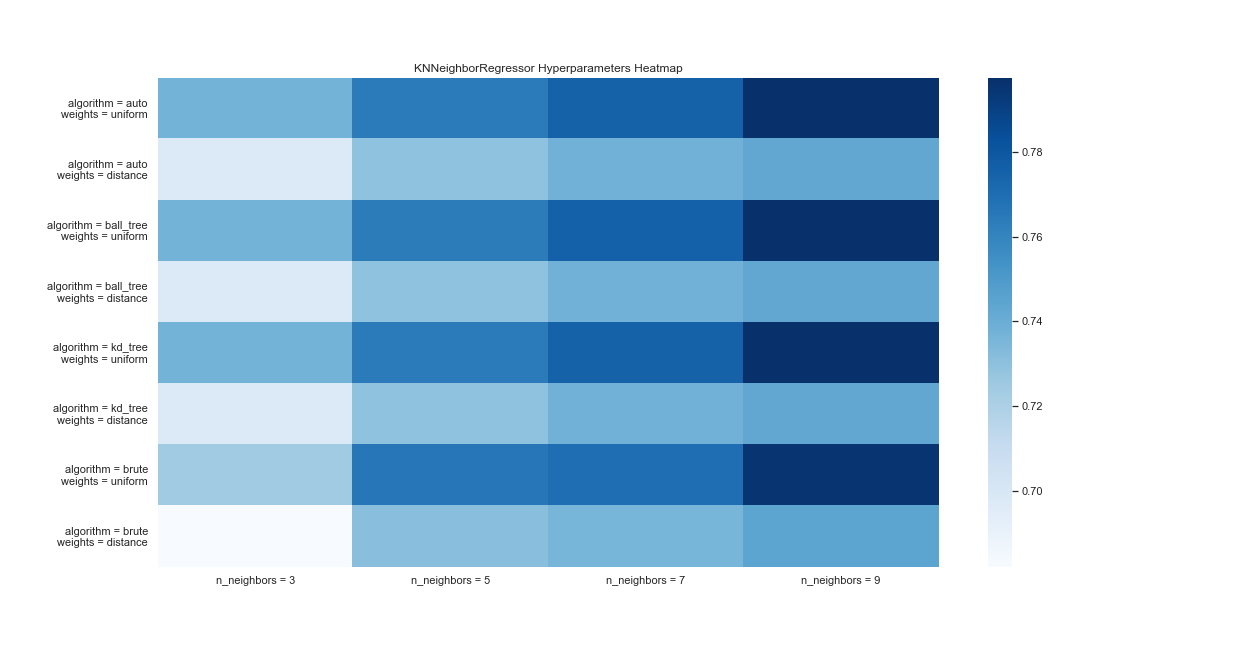 KNNeighborRegressor Hyperparameters Heatmap
algorithm = auto
weights = uniform
algorithm = auto
weights = distance
algorithm = ball_tree
weights = uniform
algorithm = ball_tree
weights = distance
algorithm = kd_tree
weights = uniform
algorithm = kd_tree
weights = distance
algorithm = brute
weights = uniform
algorithm = brute
weights = distance
n_neighbors = 3
n_neighbors = 5
n_neighbors = 7
n_neighbors = 9
0.78
0.76
0.74
0.72
0.70